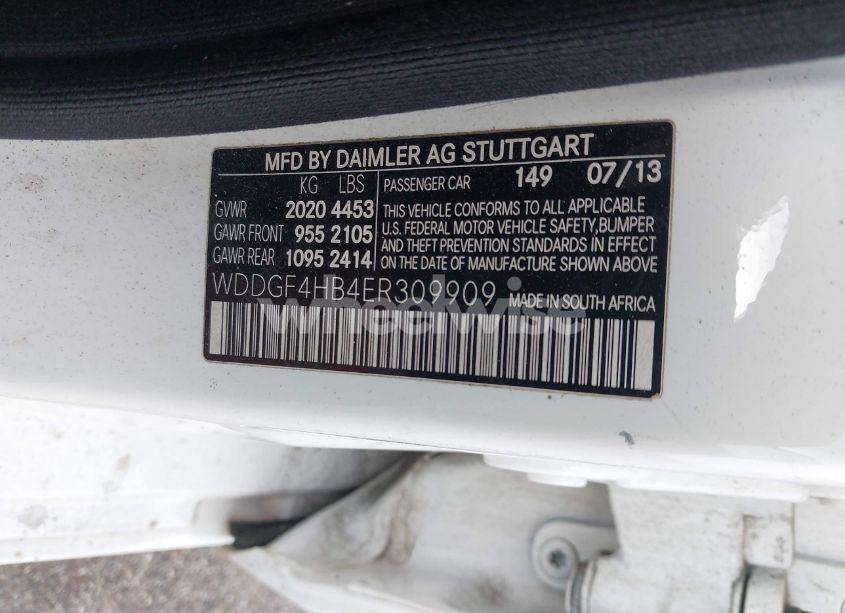 MFD BY DAIMLER AG STUTTGART
KG LBS PASSENGER CAR 149 07/13
GVWR 2020 4453
GAWR FRONT 955 2105
GAWR REAR 1095 2414
THIS VEHICLE CONFORMS TO ALL APPLICABLE
U.S. FEDERAL MOTOR VEHICLE SAFETY,BUMPER
AND THEFT PREVENTION STANDARDS IN EFFECT
ON THE DATE OF MANUFACTURE SHOWN ABOVE
WDDGF4HB4ER309909 MADE IN SOUTH AFRICA
wheelwise